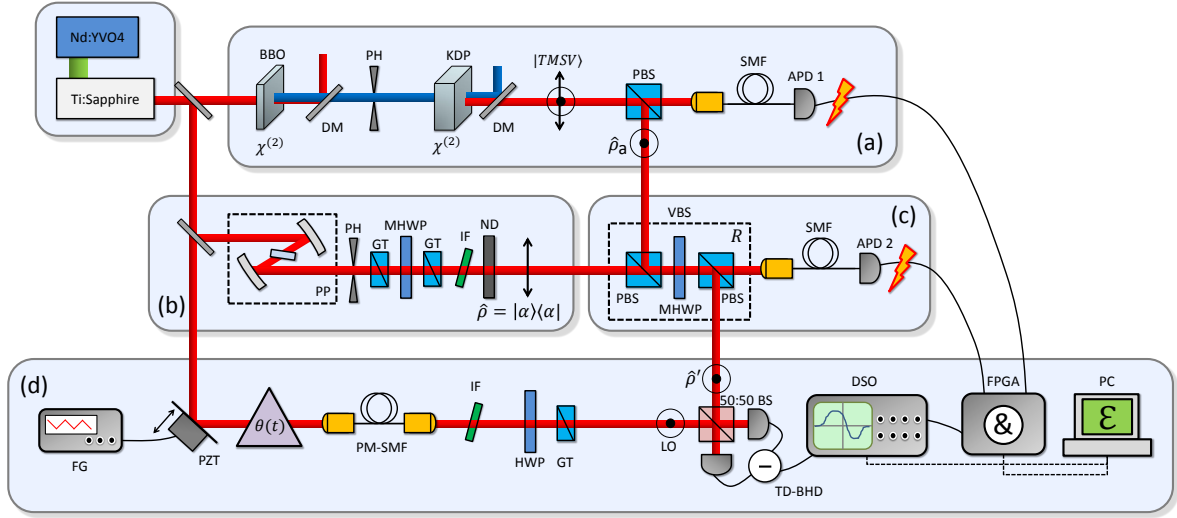 Nd:YVO4
Ti:Sapphire
BBO
χ⁽²⁾
DM
PH
KDP
χ⁽²⁾
DM
|TMSV⟩
PBS
ρ̂a
SMF
APD 1
(a)
(b)
PP
PH
GT
MHWP
GT
IF
ND
ρ̂ = |α⟩⟨α|
VBS
R
PBS
MHWP
PBS
SMF
APD 2
(c)
(d)
FG
PZT
θ(t)
PM-SMF
IF
HWP
GT
LO
ρ̂′
50:50 BS
−
TD-BHD
DSO
FPGA
&
PC
Ɛ